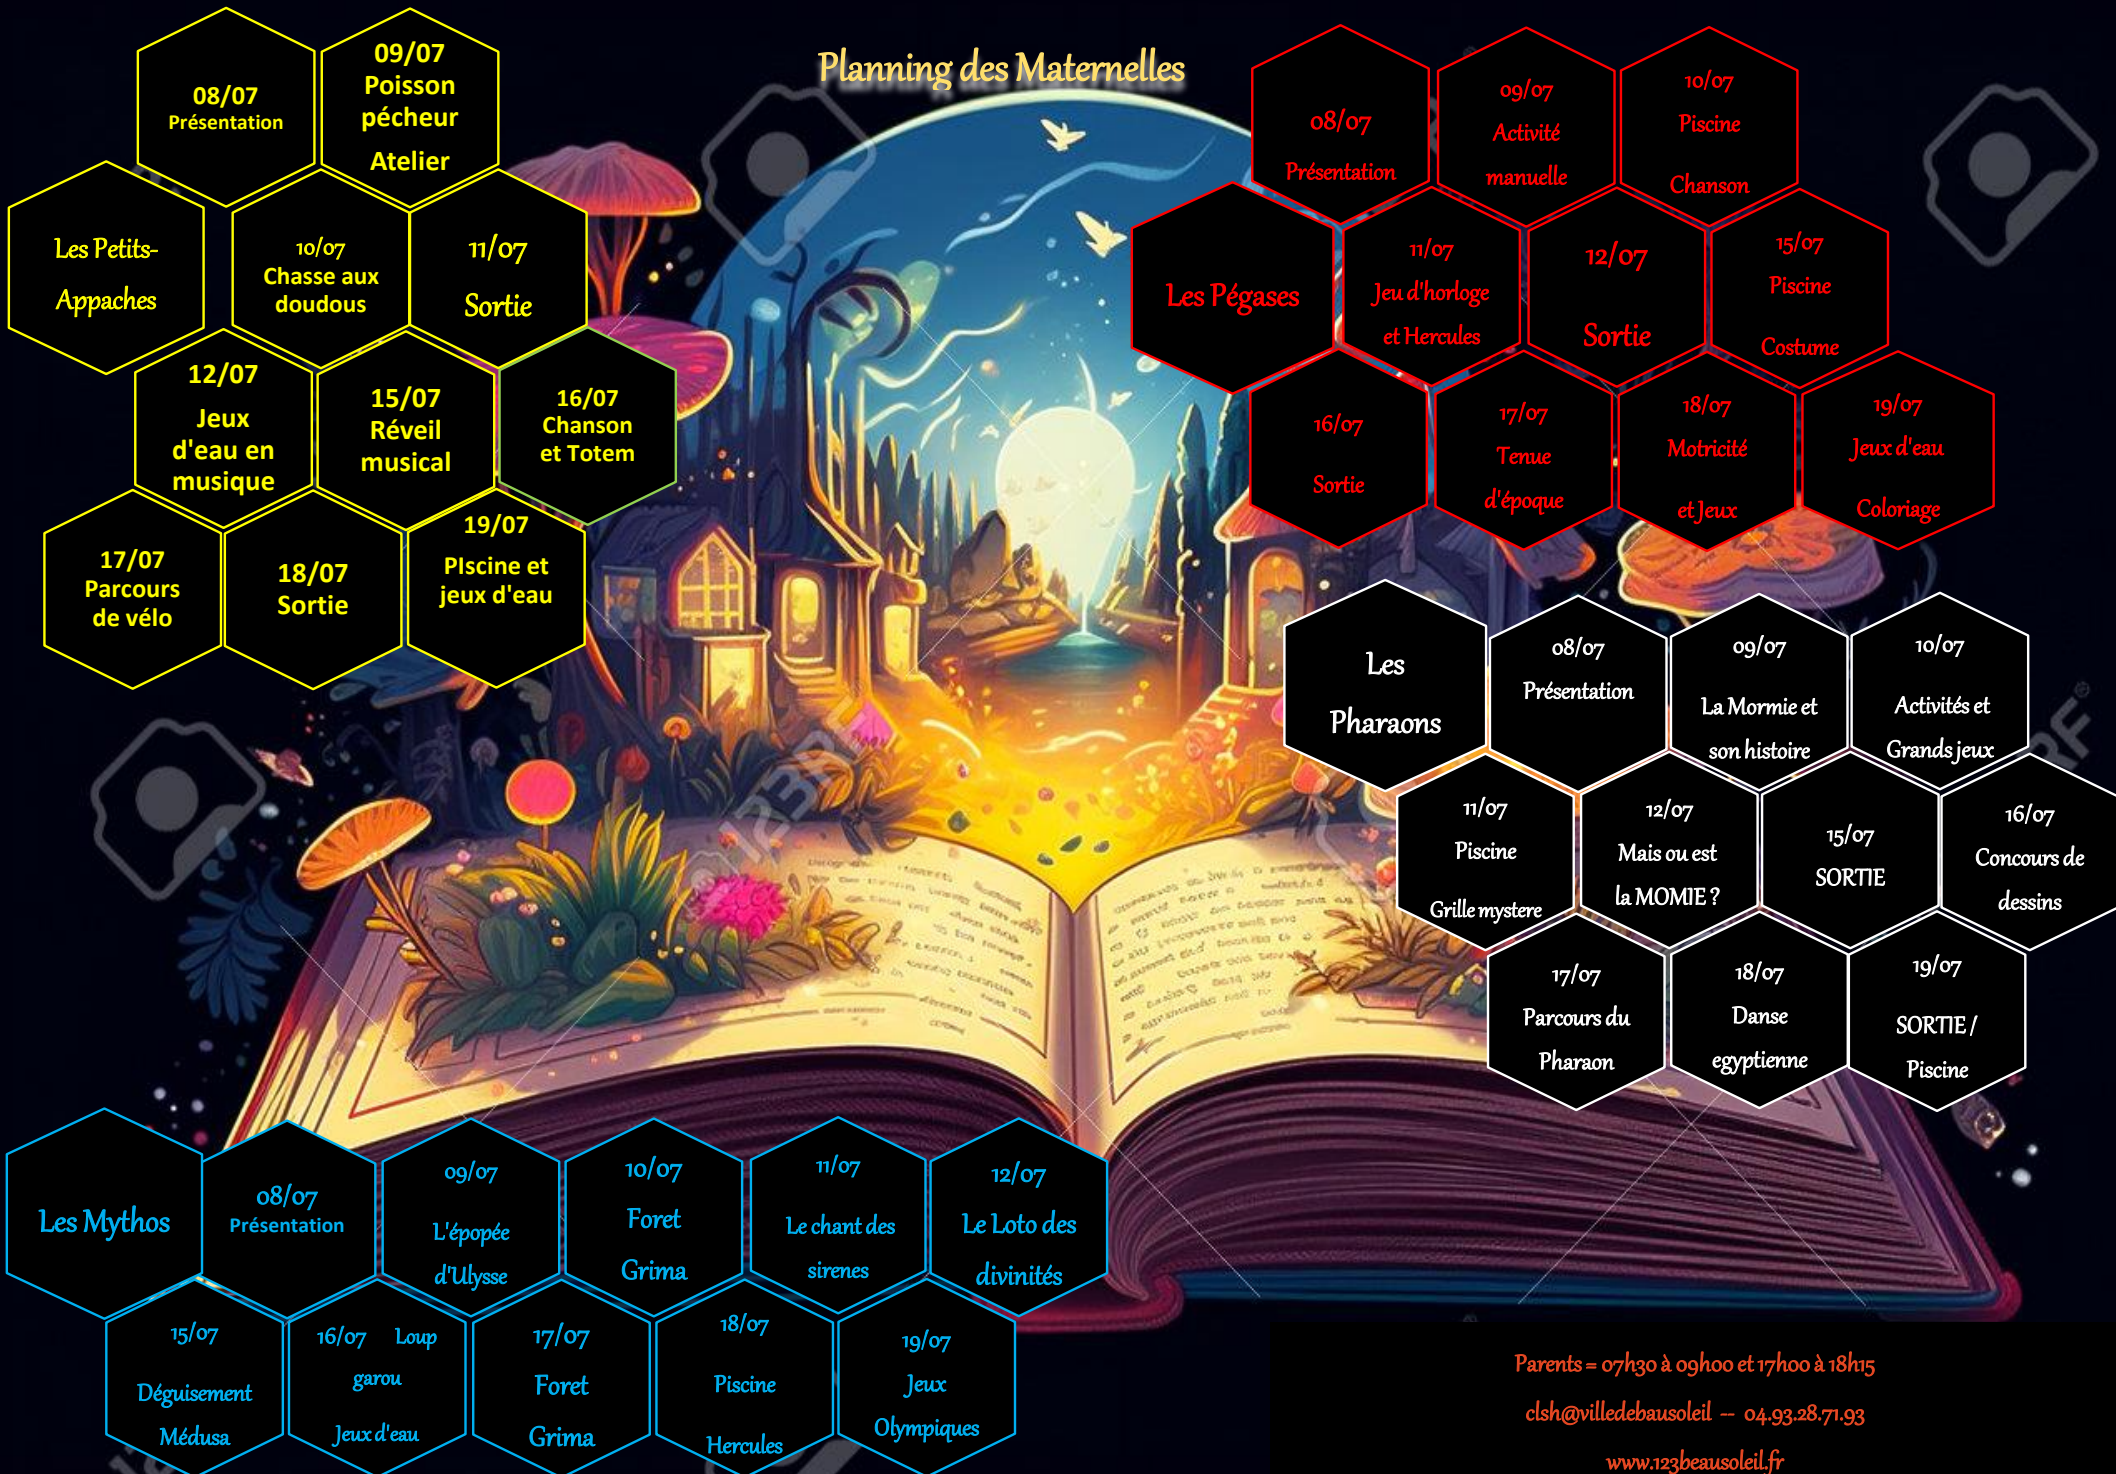 Planning des Maternelles
Les Petits-
Appaches
08/07
Présentation
09/07
Poisson
pécheur
Atelier
10/07
Chasse aux
doudous
11/07
Sortie
12/07
Jeux
d'eau en
musique
15/07
Réveil
musical
16/07
Chanson
et Totem
17/07
Parcours
de vélo
18/07
Sortie
19/07
PIscine et
jeux d'eau
Les Pégases
08/07
Présentation
09/07
Activité
manuelle
10/07
Piscine
Chanson
11/07
Jeu d'horloge
et Hercules
12/07
Sortie
15/07
Piscine
Costume
16/07
Sortie
17/07
Tenue
d'époque
18/07
Motricité
et Jeux
19/07
Jeux d'eau
Coloriage
Les
Pharaons
08/07
Présentation
09/07
La Mormie et
son histoire
10/07
Activités et
Grands jeux
11/07
Piscine
Grille mystere
12/07
Mais ou est
la MOMIE ?
15/07
SORTIE
16/07
Concours de
dessins
17/07
Parcours du
Pharaon
18/07
Danse
egyptienne
19/07
SORTIE /
Piscine
Les Mythos
08/07
Présentation
09/07
L'épopée
d'Ulysse
10/07
Foret
Grima
11/07
Le chant des
sirenes
12/07
Le Loto des
divinités
15/07
Déguisement
Médusa
16/07 Loup
garou
Jeux d'eau
17/07
Foret
Grima
18/07
Piscine
Hercules
19/07
Jeux
Olympiques
Parents = 07h30 à 09h00 et 17h00 à 18h15
clsh@villedebausoleil -- 04.93.28.71.93
www.123beausoleil.fr
123RF